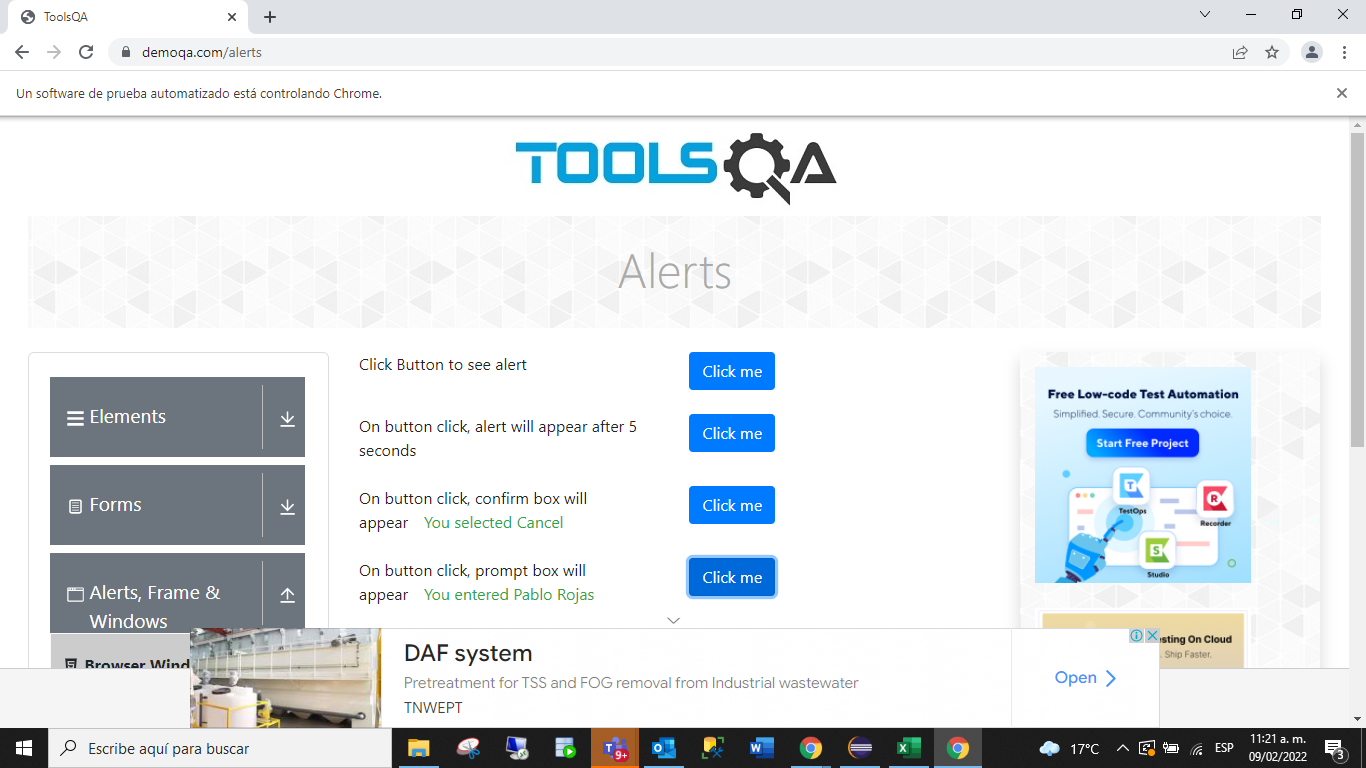 ToolsQA
demoqa.com/alerts
Un software de prueba automatizado está controlando Chrome.
TOOLSQA
Alerts
Elements
Forms
Alerts, Frame &
Windows
Browser Wind
Click Button to see alert
Click me
On button click, alert will appear after 5
seconds
Click me
On button click, confirm box will
appear You selected Cancel
Click me
On button click, prompt box will
appear You entered Pablo Rojas
Click me
Free Low-code Test Automation
Simplified. Secure. Community's choice.
Start Free Project
TestOps
Recorder
Studio
esting On Cloud
. Ship Faster.
DAF system
Pretreatment for TSS and FOG removal from Industrial wastewater
TNWEPT
Open
Escribe aquí para buscar
9+
17°C
ESP
11:21 a. m.
09/02/2022
3